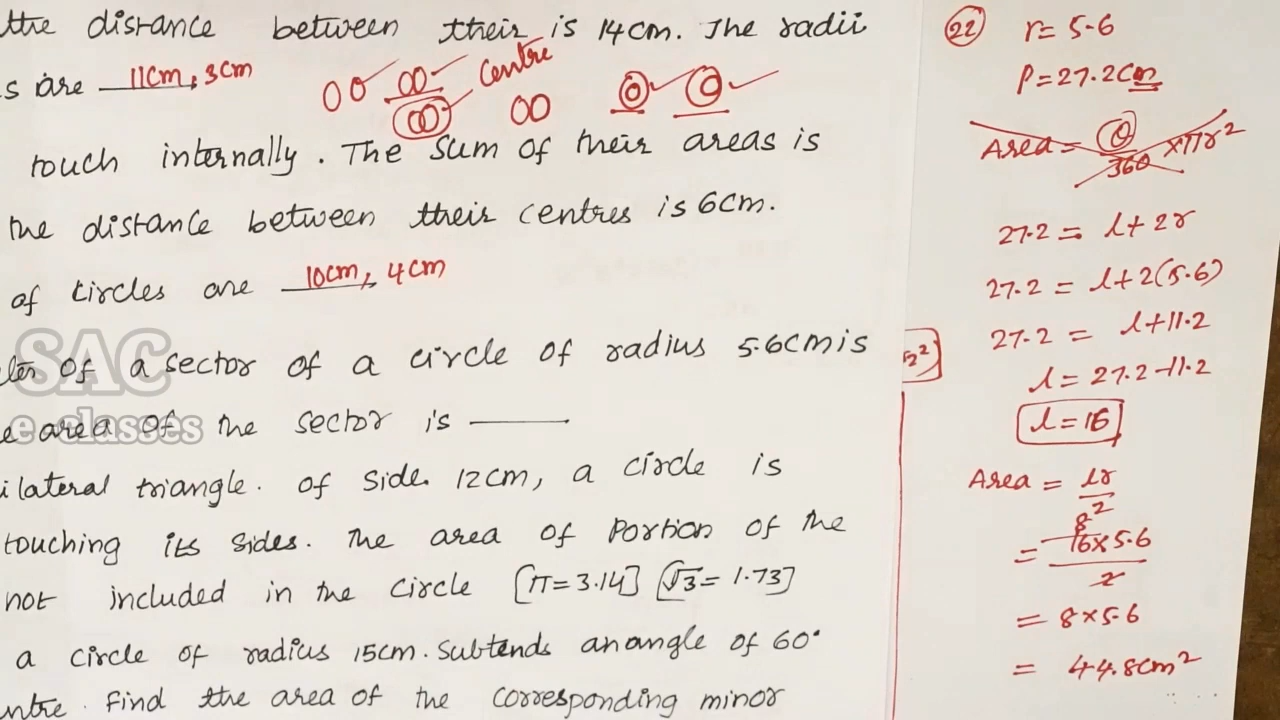 the distance between their is 14cm. The radii
s are 11cm, 3cm
Centre
touch internally. The sum of their areas is
the distance between their centres is 6cm.
of circles are 10cm, 4cm
of a sector of a circle of radius 5.6cm is
area of the sector is
ilateral triangle. Of side 12cm, a circle is
touching its sides. The area of Portion of the
not included in the circle [π=3.14] [√3=1.73]
a circle of radius 15cm. Subtends an angle of 60°
ntre. Find the area of the corresponding minor
SAC
e classes
22 r=5.6
P=27.2cm
Area = θ/360 ×πr²
27.2 = l+2r
27.2 = l+2(5.6)
27.2 = l+11.2
l=27.2-11.2
l=16
Area = lr/2
8
= 16×5.6/2
= 8×5.6
= 44.8cm²